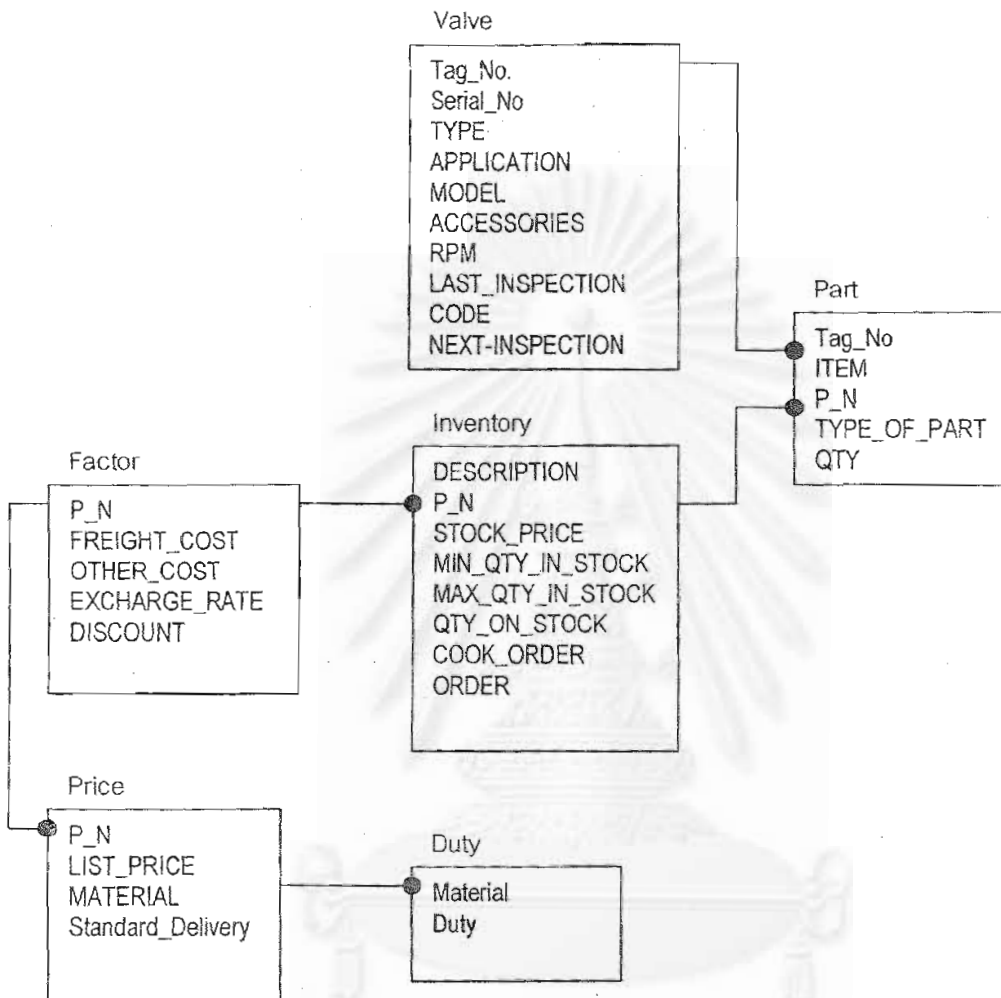 Valve
Tag_No.
Serial_No
TYPE
APPLICATION
MODEL
ACCESSORIES
RPM
LAST_INSPECTION
CODE
NEXT-INSPECTION
Part
Tag_No
ITEM
P_N
TYPE_OF_PART
QTY
Inventory
DESCRIPTION
P_N
STOCK_PRICE
MIN_QTY_IN_STOCK
MAX_QTY_IN_STOCK
QTY_ON_STOCK
COOK_ORDER
ORDER
Factor
P_N
FREIGHT_COST
OTHER_COST
EXCHARGE_RATE
DISCOUNT
Price
P_N
LIST_PRICE
MATERIAL
Standard_Delivery
Duty
Material
Duty